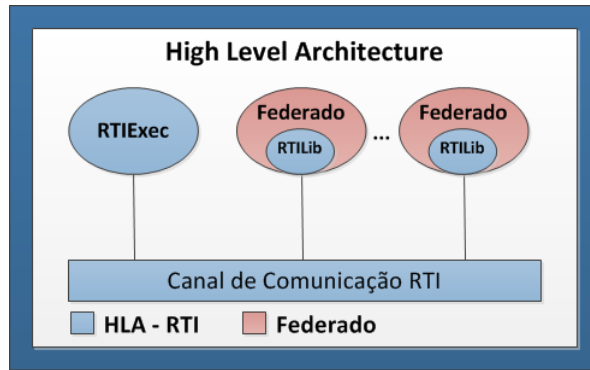 High Level Architecture
RTIExec
Federado
RTILib
...
Federado
RTILib
Canal de Comunicação RTI
HLA - RTI
Federado